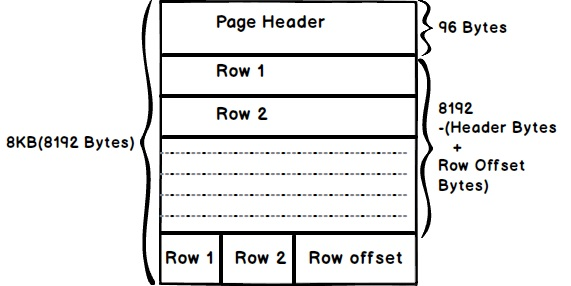 Page Header
96 Bytes
Row 1
Row 2
8KB(8192 Bytes)
8192
-(Header Bytes
+
Row Offset
Bytes)
Row 1
Row 2
Row offset